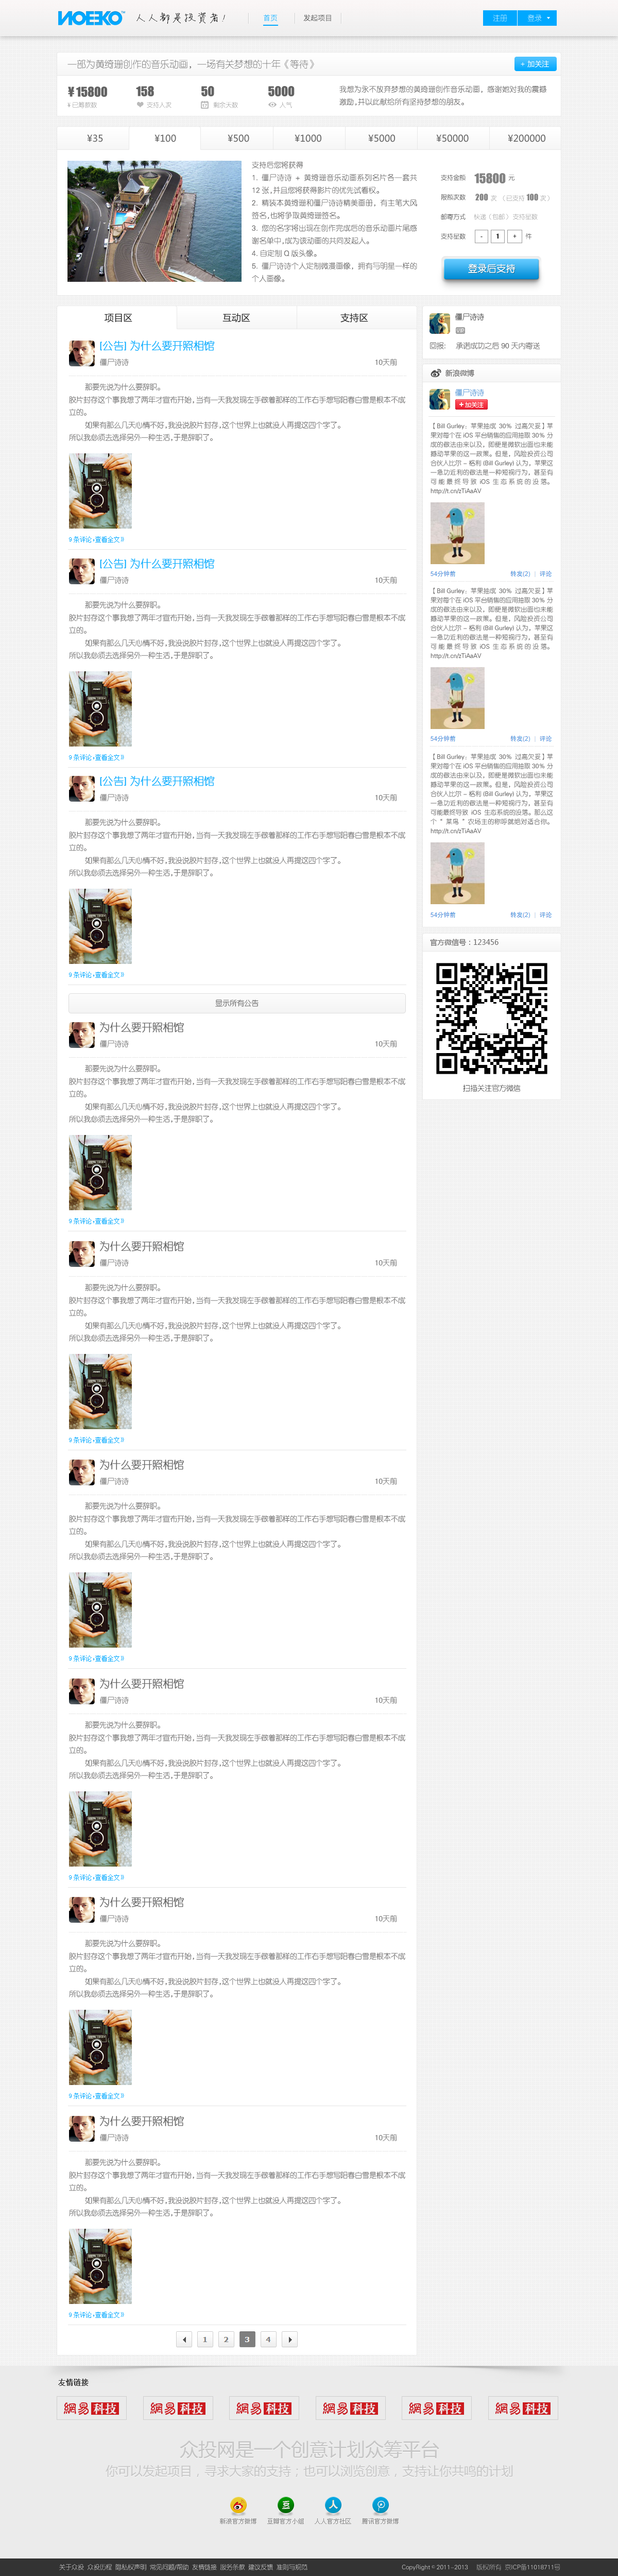 NOEKO™
人人都是投资者!
首页
发起项目
注册
登录
一部为黄绮珊创作的音乐动画，一场有关梦想的十年《等待》
+ 加关注
¥15800
158
50
5000
已筹款数
支持人次
剩余天数
人气
我想为永不放弃梦想的黄绮珊创作音乐动画，感谢她对我的震撼
激励,并以此献给所有坚持梦想的朋友。
¥35
¥100
¥500
¥1000
¥5000
¥50000
¥200000
支持后您将获得
1. 僵尸诗诗 + 黄绮珊音乐动画系列名片各一套共
12 张,并且您将获得影片的优先试看权。
2. 精装本黄绮珊和僵尸诗诗精美画册，有主笔大风
签名,也将争取黄绮珊签名。
3. 您的名字将出现在创作完成后的音乐动画片尾感
谢名单中,成为该动画的共同发起人。
4. 自定制 Q 版头像。
5. 僵尸诗诗个人定制微漫画像，拥有与明星一样的
个人画像。
支持金额 15800 元
限购次数 200 次 （已支持 100 次）
邮寄方式 快递（包邮）支持星数
支持星数 - 1 + 件
登录后支持
项目区
互动区
支持区
[公告] 为什么要开照相馆
僵尸诗诗 10天前
那要先说为什么要辞职。
胶片封存这个事我想了两年才宣布开始,当有一天我发现左手做着那样的工作右手想写阳春白雪是根本不成
立的。
如果有那么几天心情不好,我没说胶片封存,这个世界上也就没人再提这四个字了。
所以我必须去选择另外一种生活,于是辞职了。
9 条评论•查看全文
[公告] 为什么要开照相馆
僵尸诗诗 10天前
那要先说为什么要辞职。
胶片封存这个事我想了两年才宣布开始,当有一天我发现左手做着那样的工作右手想写阳春白雪是根本不成
立的。
如果有那么几天心情不好,我没说胶片封存,这个世界上也就没人再提这四个字了。
所以我必须去选择另外一种生活,于是辞职了。
9 条评论•查看全文
[公告] 为什么要开照相馆
僵尸诗诗 10天前
那要先说为什么要辞职。
胶片封存这个事我想了两年才宣布开始,当有一天我发现左手做着那样的工作右手想写阳春白雪是根本不成
立的。
如果有那么几天心情不好,我没说胶片封存,这个世界上也就没人再提这四个字了。
所以我必须去选择另外一种生活,于是辞职了。
9 条评论•查看全文
显示所有公告
为什么要开照相馆
僵尸诗诗 10天前
那要先说为什么要辞职。
胶片封存这个事我想了两年才宣布开始,当有一天我发现左手做着那样的工作右手想写阳春白雪是根本不成
立的。
如果有那么几天心情不好,我没说胶片封存,这个世界上也就没人再提这四个字了。
所以我必须去选择另外一种生活,于是辞职了。
9 条评论•查看全文
为什么要开照相馆
僵尸诗诗 10天前
那要先说为什么要辞职。
胶片封存这个事我想了两年才宣布开始,当有一天我发现左手做着那样的工作右手想写阳春白雪是根本不成
立的。
如果有那么几天心情不好,我没说胶片封存,这个世界上也就没人再提这四个字了。
所以我必须去选择另外一种生活,于是辞职了。
9 条评论•查看全文
为什么要开照相馆
僵尸诗诗 10天前
那要先说为什么要辞职。
胶片封存这个事我想了两年才宣布开始,当有一天我发现左手做着那样的工作右手想写阳春白雪是根本不成
立的。
如果有那么几天心情不好,我没说胶片封存,这个世界上也就没人再提这四个字了。
所以我必须去选择另外一种生活,于是辞职了。
9 条评论•查看全文
为什么要开照相馆
僵尸诗诗 10天前
那要先说为什么要辞职。
胶片封存这个事我想了两年才宣布开始,当有一天我发现左手做着那样的工作右手想写阳春白雪是根本不成
立的。
如果有那么几天心情不好,我没说胶片封存,这个世界上也就没人再提这四个字了。
所以我必须去选择另外一种生活,于是辞职了。
9 条评论•查看全文
为什么要开照相馆
僵尸诗诗 10天前
那要先说为什么要辞职。
胶片封存这个事我想了两年才宣布开始,当有一天我发现左手做着那样的工作右手想写阳春白雪是根本不成
立的。
如果有那么几天心情不好,我没说胶片封存,这个世界上也就没人再提这四个字了。
所以我必须去选择另外一种生活,于是辞职了。
9 条评论•查看全文
为什么要开照相馆
僵尸诗诗 10天前
那要先说为什么要辞职。
胶片封存这个事我想了两年才宣布开始,当有一天我发现左手做着那样的工作右手想写阳春白雪是根本不成
立的。
如果有那么几天心情不好,我没说胶片封存,这个世界上也就没人再提这四个字了。
所以我必须去选择另外一种生活,于是辞职了。
9 条评论•查看全文
1 2 3 4
僵尸诗诗
VIP
回报: 承诺成功之后 90 天内寄送
新浪微博
僵尸诗诗
+加关注
【Bill Gurley：苹果抽成 30% 过高欠妥】苹
果对每个在 iOS 平台销售的应用抽取 30% 分
成的做法由来以及，即使是微软出面也未能
撼动苹果的这一政策。但是，风险投资公司
合伙人比尔 - 格利 (Bill Gurley) 认为，苹果这
一急功近利的做法是一种短视行为，甚至有
可能最终导致 iOS 生态系统的没落。
http://t.cn/zTiAaAV
54分钟前 转发(2) | 评论
【Bill Gurley：苹果抽成 30% 过高欠妥】苹
果对每个在 iOS 平台销售的应用抽取 30% 分
成的做法由来以及，即使是微软出面也未能
撼动苹果的这一政策。但是，风险投资公司
合伙人比尔 - 格利 (Bill Gurley) 认为，苹果这
一急功近利的做法是一种短视行为，甚至有
可能最终导致 iOS 生态系统的没落。
http://t.cn/zTiAaAV
54分钟前 转发(2) | 评论
【Bill Gurley：苹果抽成 30% 过高欠妥】苹
果对每个在 iOS 平台销售的应用抽取 30% 分
成的做法由来以及，即使是微软出面也未能
撼动苹果的这一政策。但是，风险投资公司
合伙人比尔 - 格利 (Bill Gurley) 认为，苹果这
一急功近利的做法是一种短视行为，甚至有
可能最终导致 iOS 生态系统的没落。那么这
个 " 菜鸟 " 农场主的称呼就绝对适合你。
http://t.cn/zTiAaAV
54分钟前 转发(2) | 评论
官方微信号：123456
扫描关注官方微信
友情链接
網易科技
網易科技
網易科技
網易科技
網易科技
網易科技
众投网是一个创意计划众筹平台
你可以发起项目，寻求大家的支持；也可以浏览创意，支持让你共鸣的计划
新浪官方微博
豆瓣官方小组
人人官方社区
腾讯官方微博
关于众投 众投历程 隐私权声明 常见问题/帮助 友情链接 服务条款 建议反馈 准则与规范
CopyRight © 2011-2013 版权所有 京ICP备11018711号